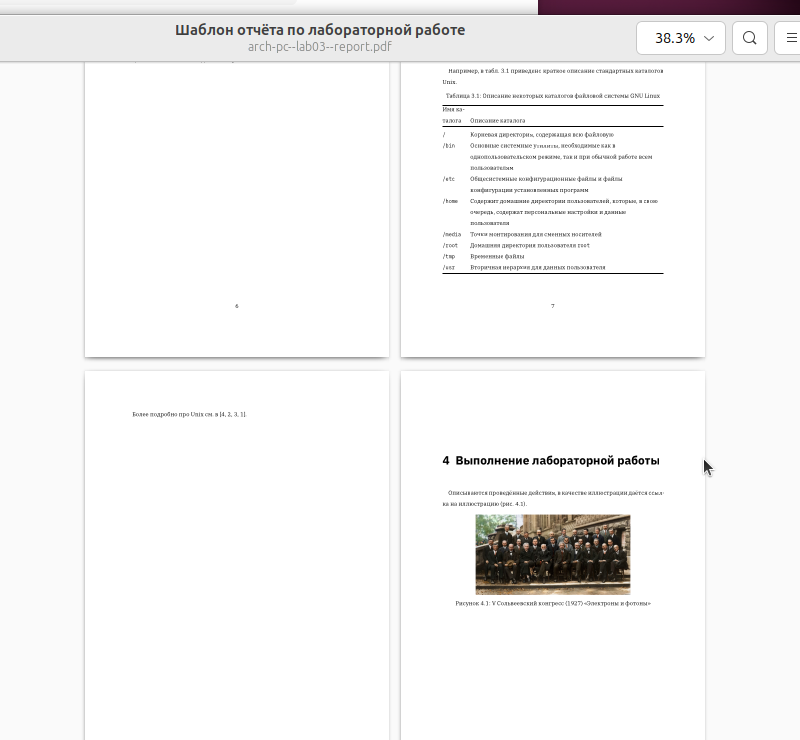 Шаблон отчёта по лабораторной работе
arch-pc--lab03--report.pdf
38.3%
Например, в табл. 3.1 приведено краткое описание стандартных каталогов
Unix.
Таблица 3.1: Описание некоторых каталогов файловой системы GNU Linux
Имя ка-
талога Описание каталога
/ Корневая директория, содержащая всю файловую
/bin Основные системные утилиты, необходимые как в
однопользовательском режиме, так и при обычной работе всем
пользователям
/etc Общесистемные конфигурационные файлы и файлы
конфигурации установленных программ
/home Содержит домашние директории пользователей, которые, в свою
очередь, содержат персональные настройки и данные
пользователя
/media Точки монтирования для сменных носителей
/root Домашняя директория пользователя root
/tmp Временные файлы
/usr Вторичная иерархия для данных пользователя
6
7
Более подробно про Unix см. в [4, 2, 3, 1].
4 Выполнение лабораторной работы
Описываются проведённые действия, в качестве иллюстрации даётся ссыл-
ка на иллюстрацию (рис. 4.1).
Рисунок 4.1: V Сольвеевский конгресс (1927) «Электроны и фотоны»